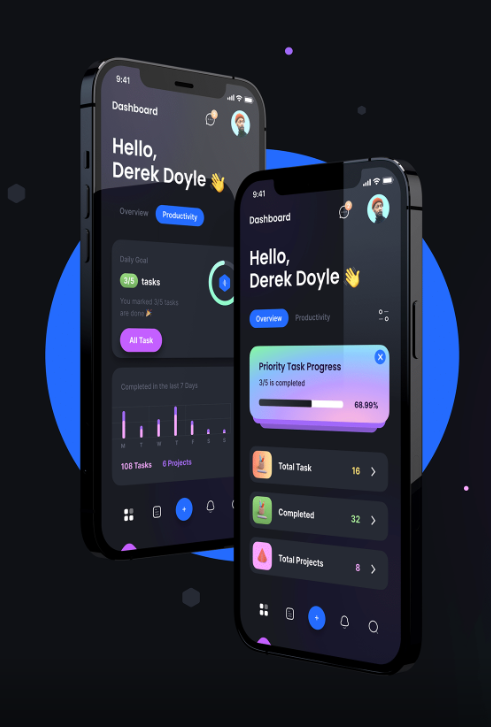 9:41
Dashboard
Hello,
Derek Doyle 👋
Overview
Productivity
Daily Goal
3/5 tasks
You marked 3/5 tasks
are done 🎉
All Task
Completed in the last 7 Days
M T W T F S S
108 Tasks
6 Projects
9:41
Dashboard
Hello,
Derek Doyle 👋
Overview
Productivity
Priority Task Progress
3/5 is completed
68.99%
Total Task 16
Completed 32
Total Projects 8